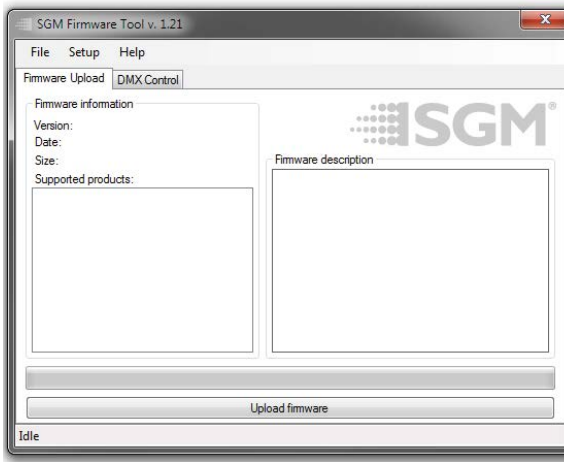 SGM Firmware Tool v. 1.21
File Setup Help
Firmware Upload DMX Control
Firmware information
Version:
Date:
Size:
Supported products:
SGM®
Firmware description
Upload firmware
Idle